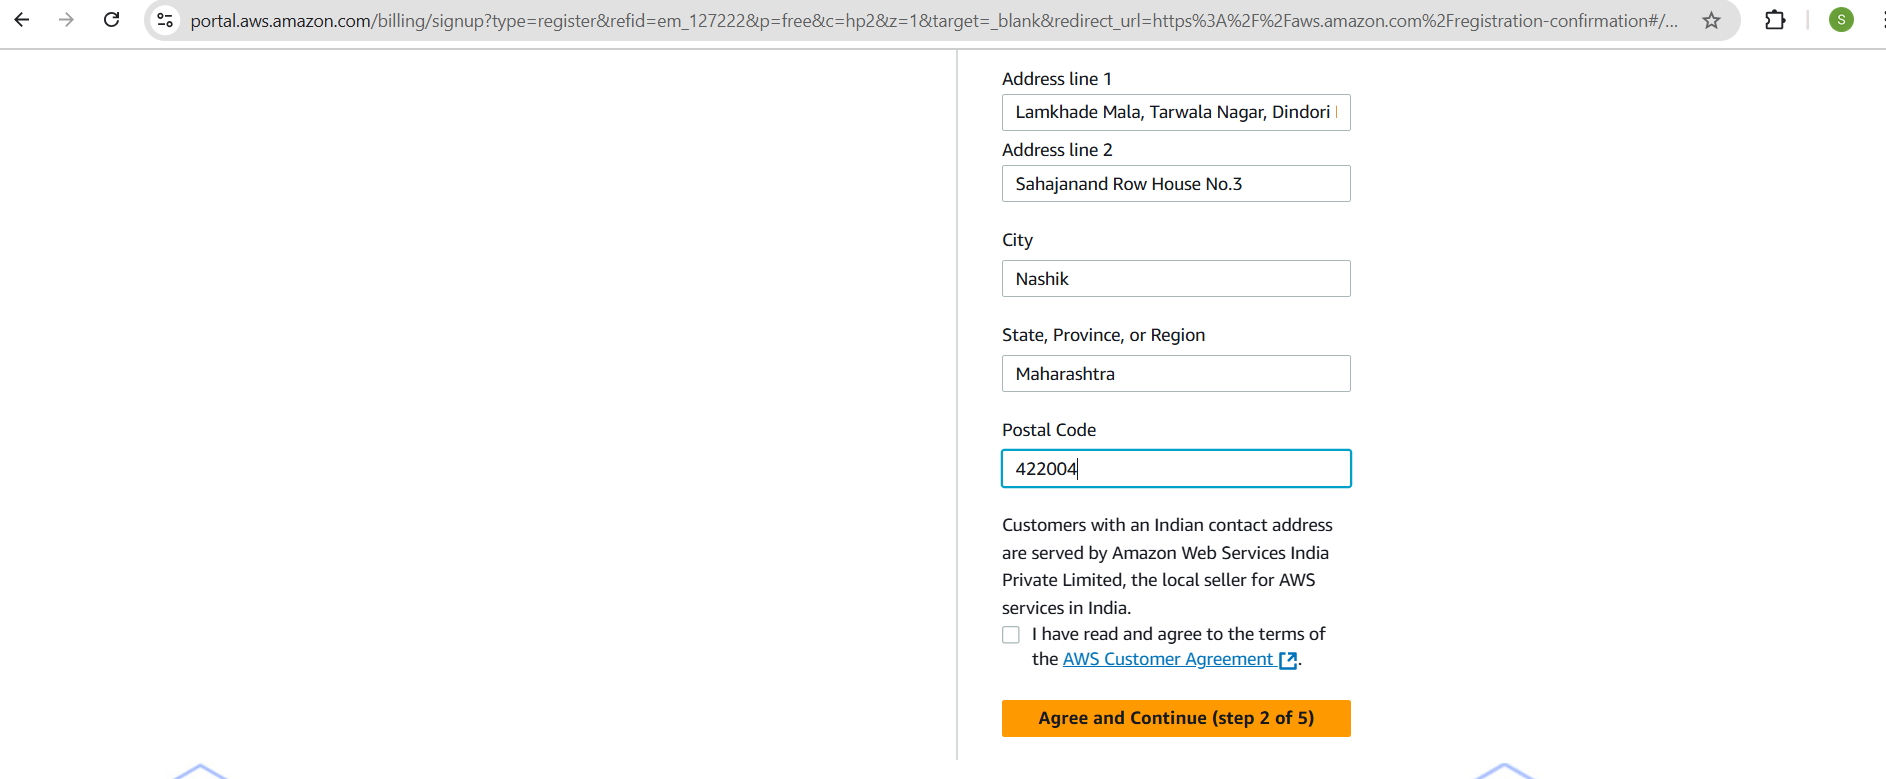 portal.aws.amazon.com/billing/signup?type=register&refid=em_127222&p=free&c=hp2&z=1&target=_blank&redirect_url=https%3A%2F%2Faws.amazon.com%2Fregistration-confirmation#/...
S
Address line 1
Lamkhade Mala, Tarwala Nagar, Dindori
Address line 2
Sahajanand Row House No.3
City
Nashik
State, Province, or Region
Maharashtra
Postal Code
422004
Customers with an Indian contact address
are served by Amazon Web Services India
Private Limited, the local seller for AWS
services in India.
I have read and agree to the terms of
the AWS Customer Agreement.
Agree and Continue (step 2 of 5)